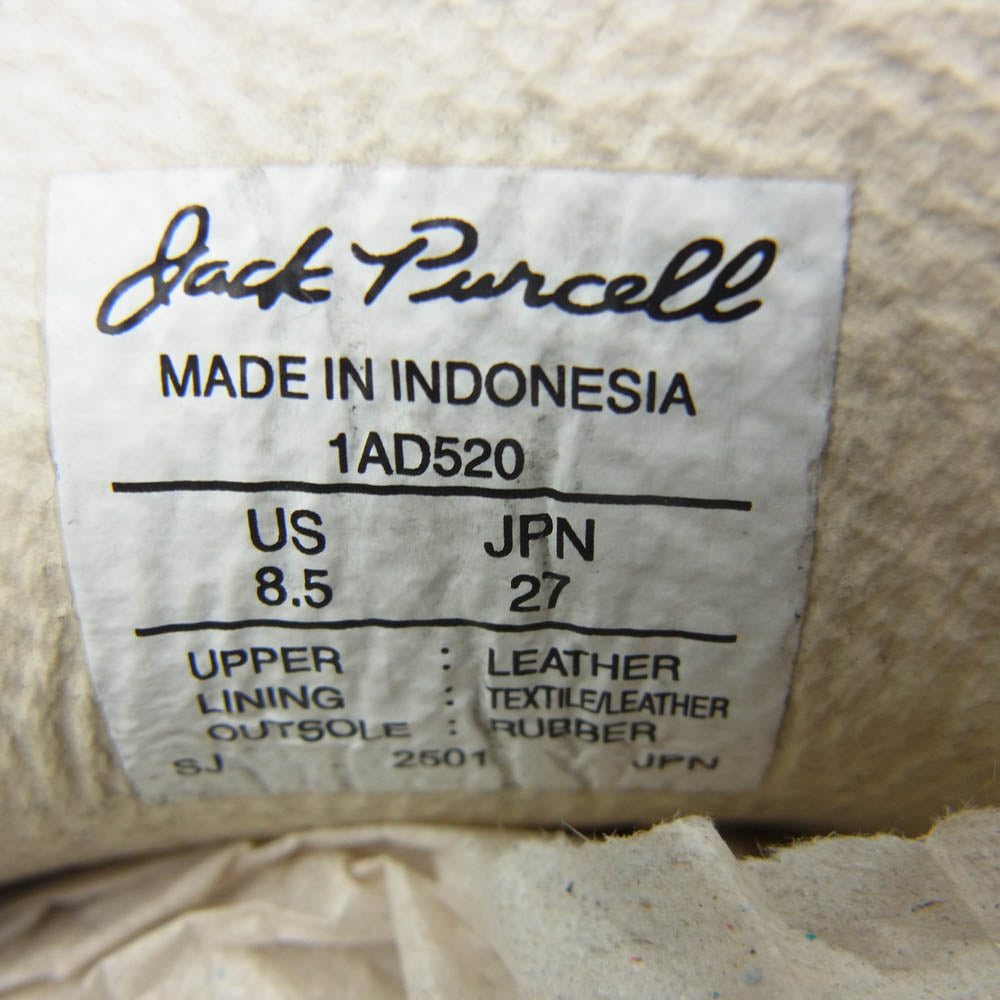 Jack Purcell
MADE IN INDONESIA
1AD520
US JPN
8.5 27
UPPER : LEATHER
LINING : TEXTILE/LEATHER
OUTSOLE : RUBBER
SJ 2501 JPN